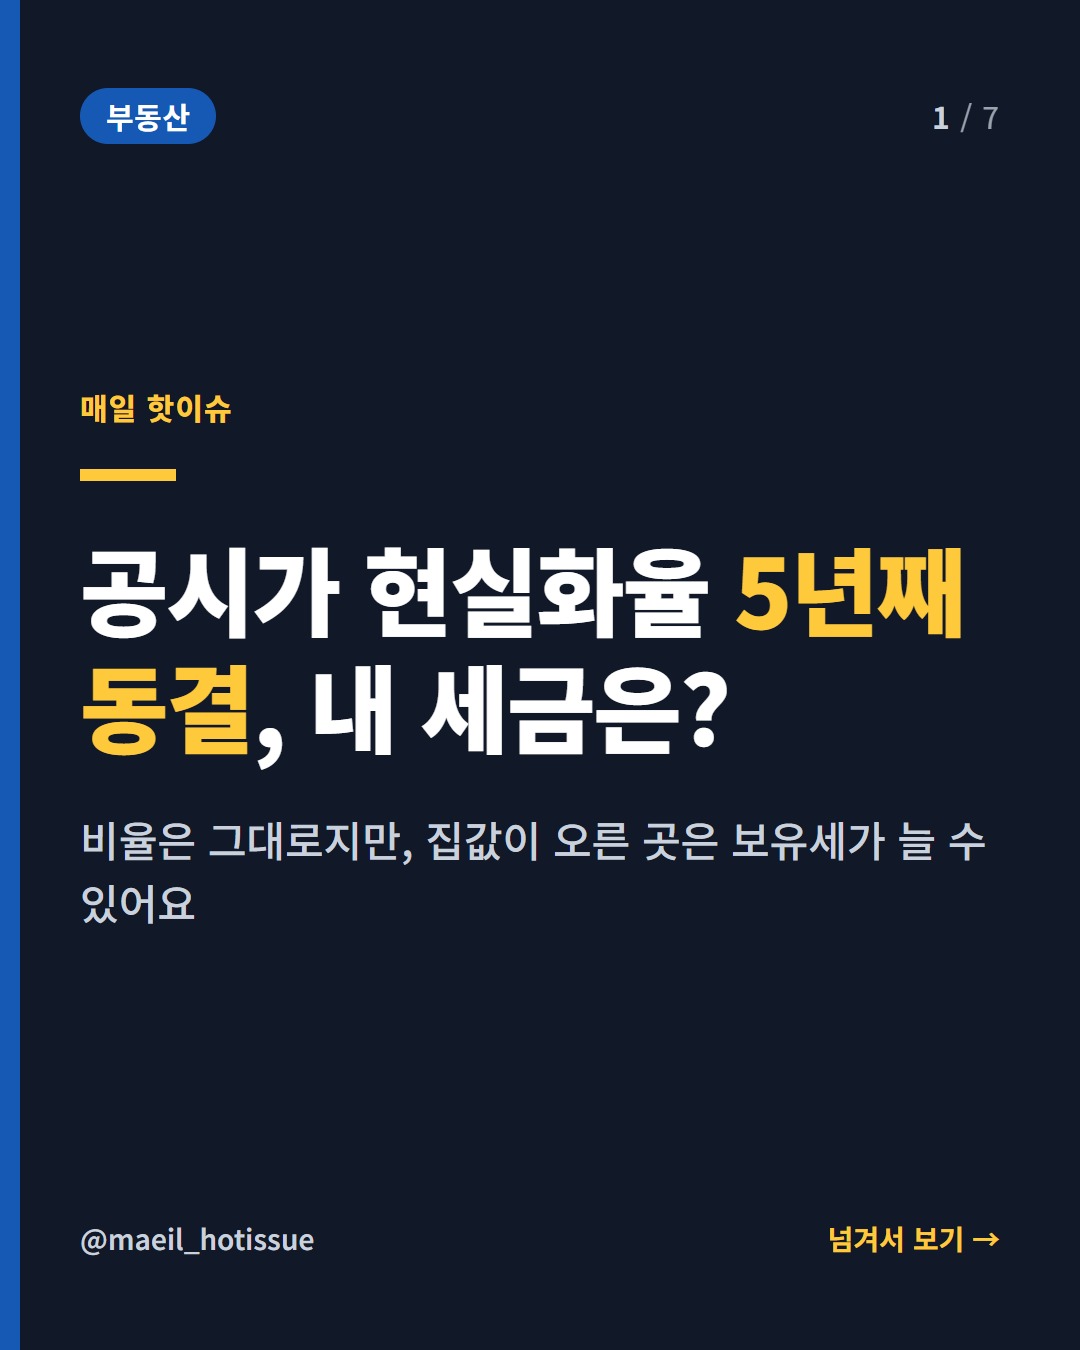 부동산
1 / 7
매일 핫이슈
공시가 현실화율 5년째
동결, 내 세금은?
비율은 그대로지만, 집값이 오른 곳은 보유세가 늘 수
있어요
@maeil_hotissue
넘겨서 보기 →